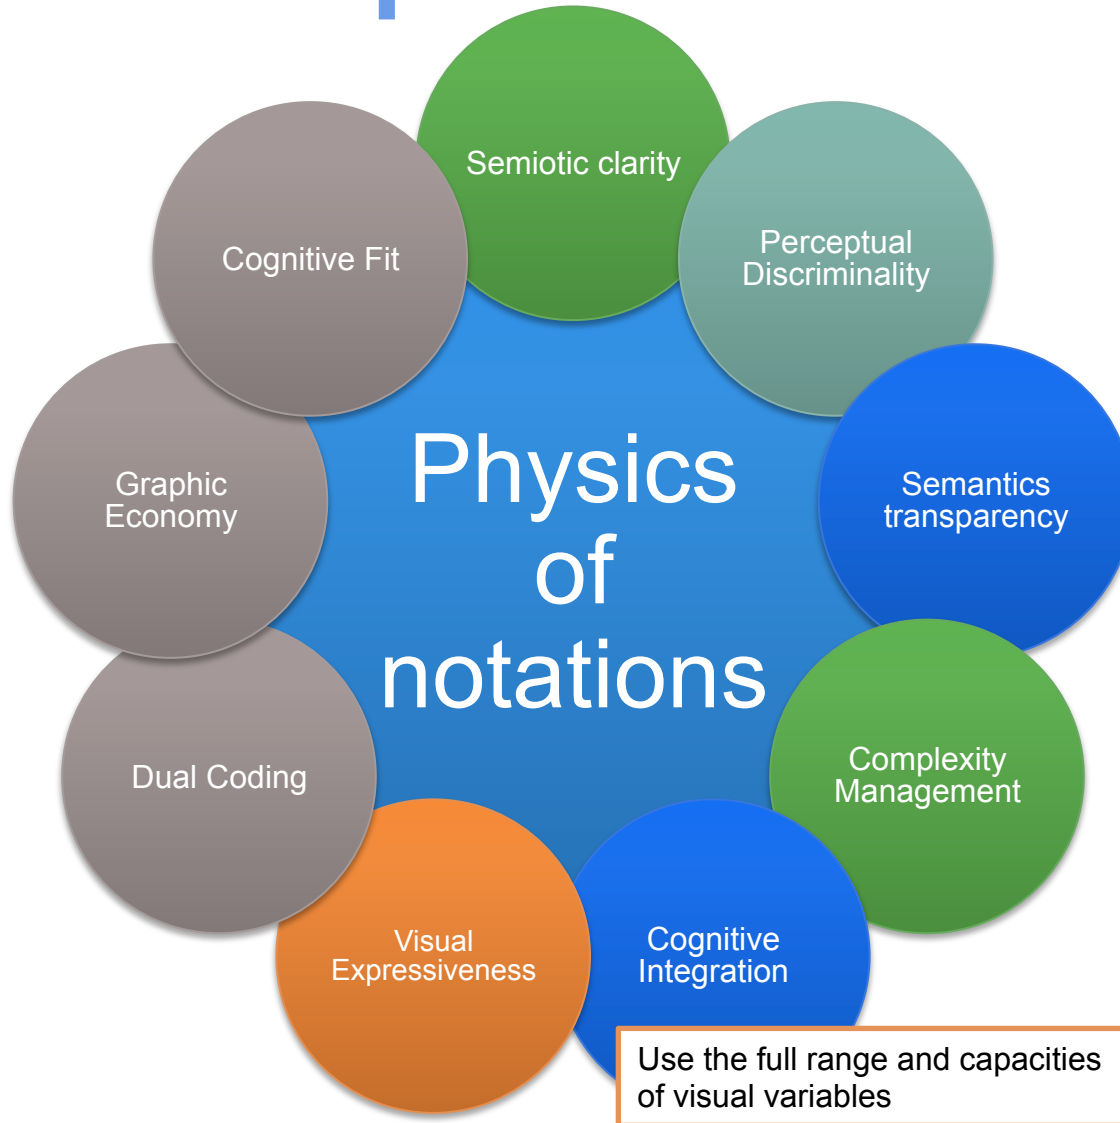 Semiotic clarity
Perceptual
Discriminality
Semantics
transparency
Complexity
Management
Cognitive
Integration
Visual
Expressiveness
Dual Coding
Graphic
Economy
Cognitive Fit
Physics
of
notations
Use the full range and capacities
of visual variables